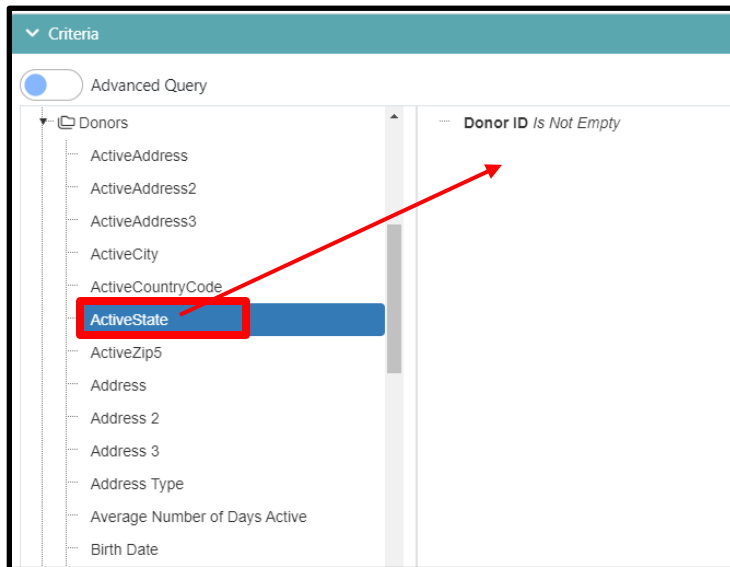 Criteria
Advanced Query
Donors
ActiveAddress
ActiveAddress2
ActiveAddress3
ActiveCity
ActiveCountryCode
ActiveState
ActiveZip5
Address
Address 2
Address 3
Address Type
Average Number of Days Active
Birth Date
Donor ID Is Not Empty